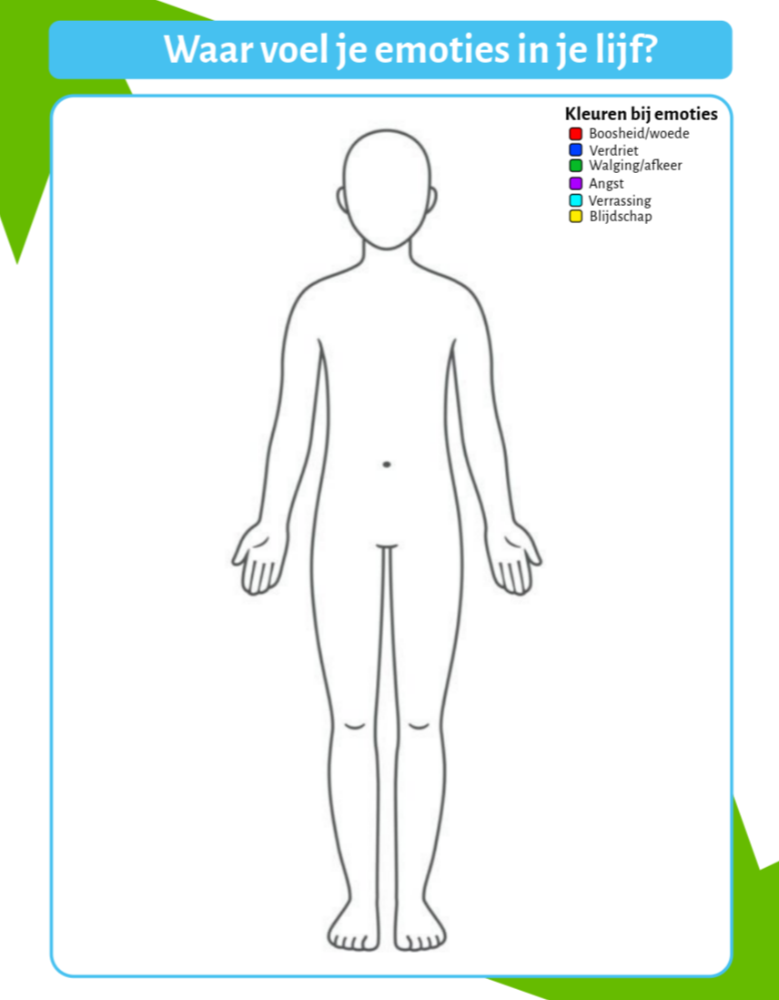 Waar voel je emoties in je lijf?
Kleuren bij emoties
Boosheid/woede
Verdriet
Walging/afkeer
Angst
Verrassing
Blijdschap